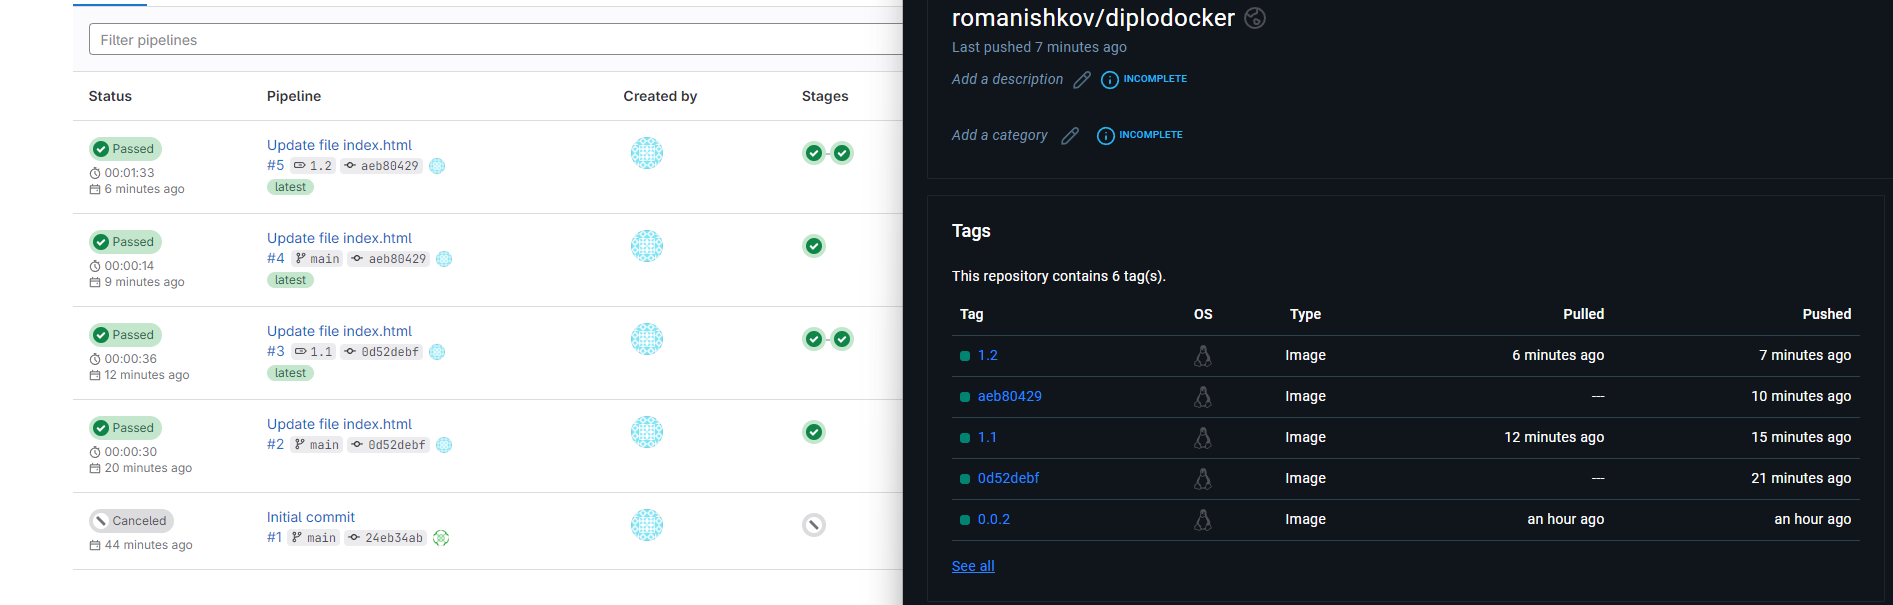 Filter pipelines
Status Pipeline Created by Stages
Passed
00:01:33
6 minutes ago
Update file index.html
#5 1.2 aeb80429
latest
Passed
00:00:14
9 minutes ago
Update file index.html
#4 main aeb80429
latest
Passed
00:00:36
12 minutes ago
Update file index.html
#3 1.1 0d52debf
latest
Passed
00:00:30
20 minutes ago
Update file index.html
#2 main 0d52debf
Canceled
44 minutes ago
Initial commit
#1 main 24eb34ab
romanishkov/diplodocker
Last pushed 7 minutes ago
Add a description INCOMPLETE
Add a category INCOMPLETE
Tags
This repository contains 6 tag(s).
Tag OS Type Pulled Pushed
1.2 Image 6 minutes ago 7 minutes ago
aeb80429 Image --- 10 minutes ago
1.1 Image 12 minutes ago 15 minutes ago
0d52debf Image --- 21 minutes ago
0.0.2 Image an hour ago an hour ago
See all